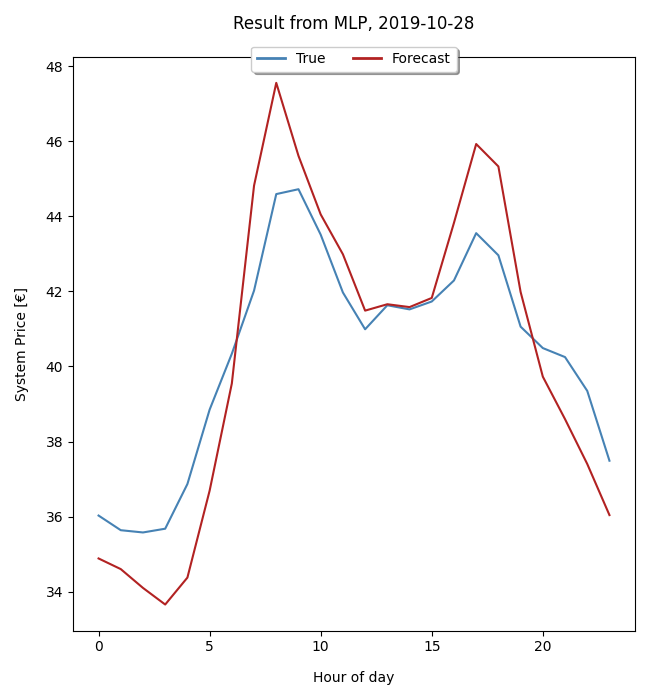 Result from MLP, 2019-10-28
True Forecast
48
46
44
42
40
38
36
34
System Price [€]
0 5 10 15 20
Hour of day